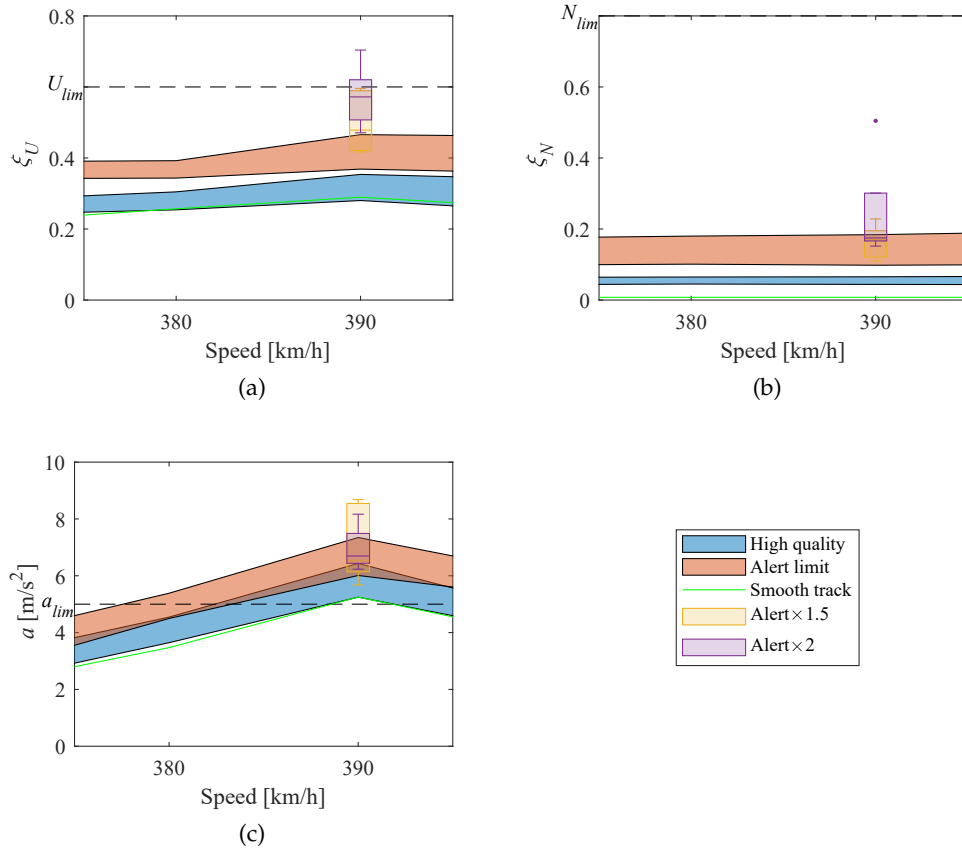 0.8
U_lim
0.6
ξ_U
0.4
0.2
0
380
390
Speed [km/h]
(a)
N_lim
0.6
ξ_N
0.4
0.2
0
380
390
Speed [km/h]
(b)
10
8
6
a_lim
a [m/s²]
4
2
0
380
390
Speed [km/h]
(c)
High quality
Alert limit
Smooth track
Alert×1.5
Alert×2